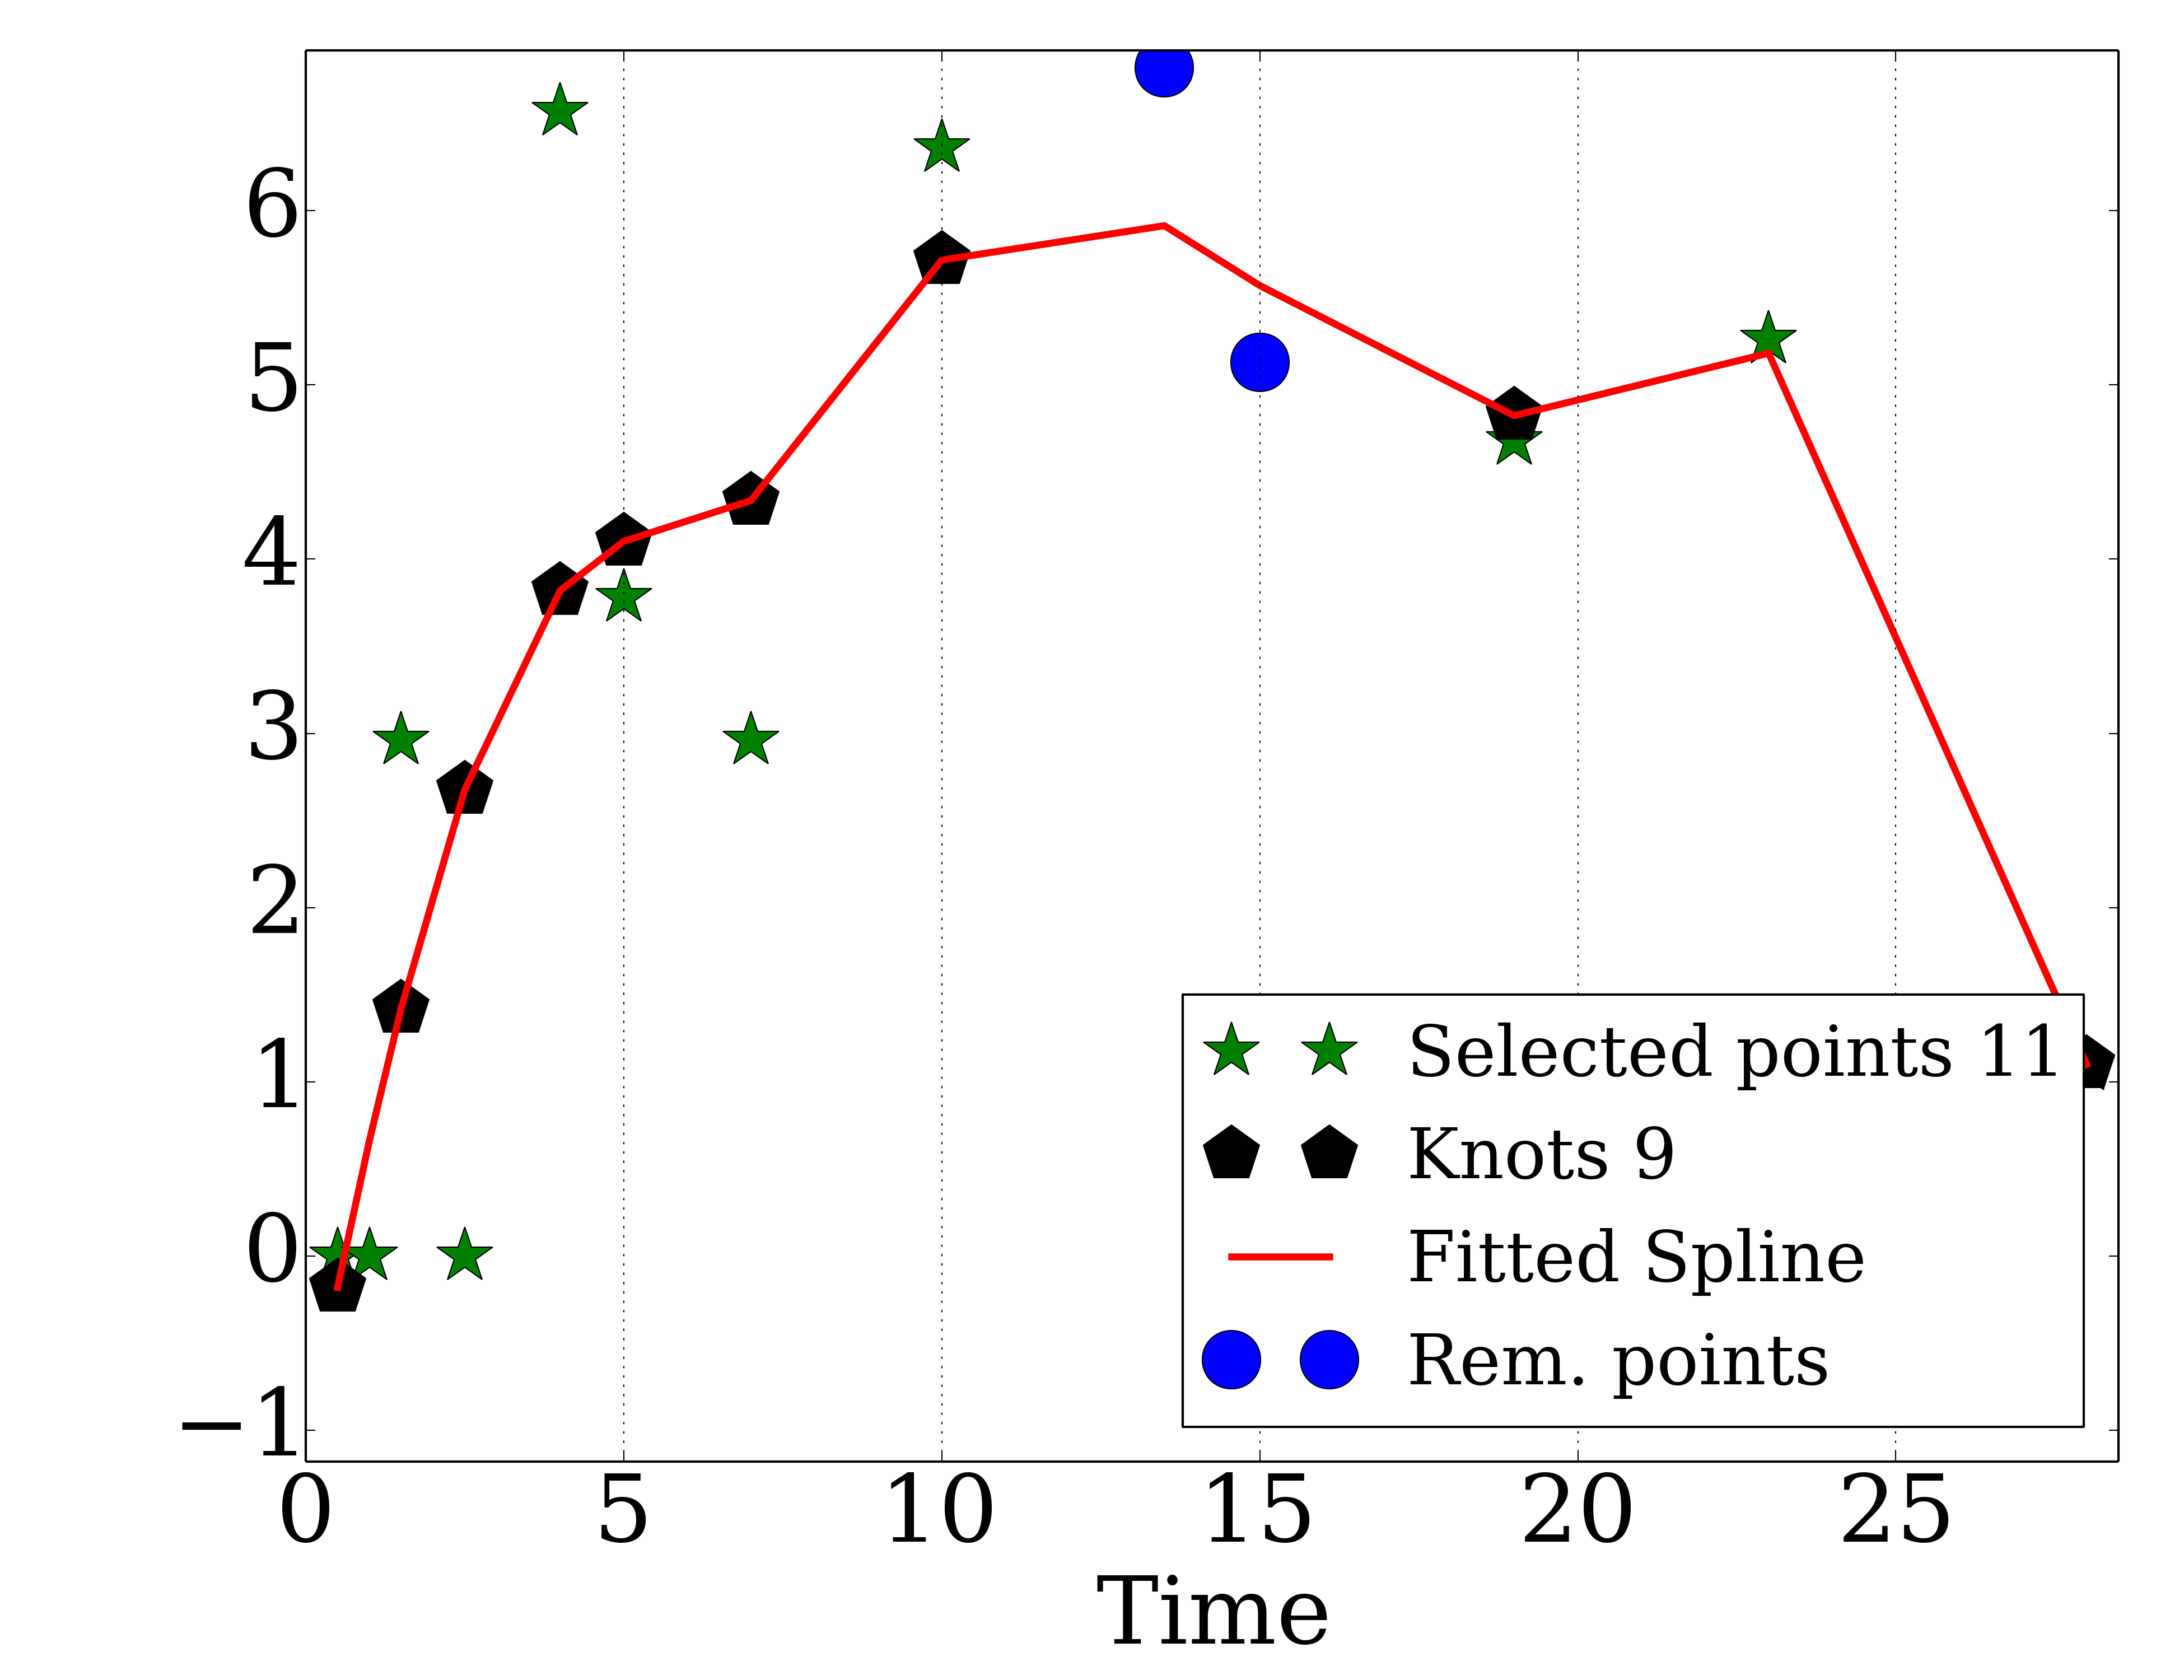 6
5
4
3
2
1
0
−1
0 5 10 15 20 25
Time
Selected points 11
Knots 9
Fitted Spline
Rem. points